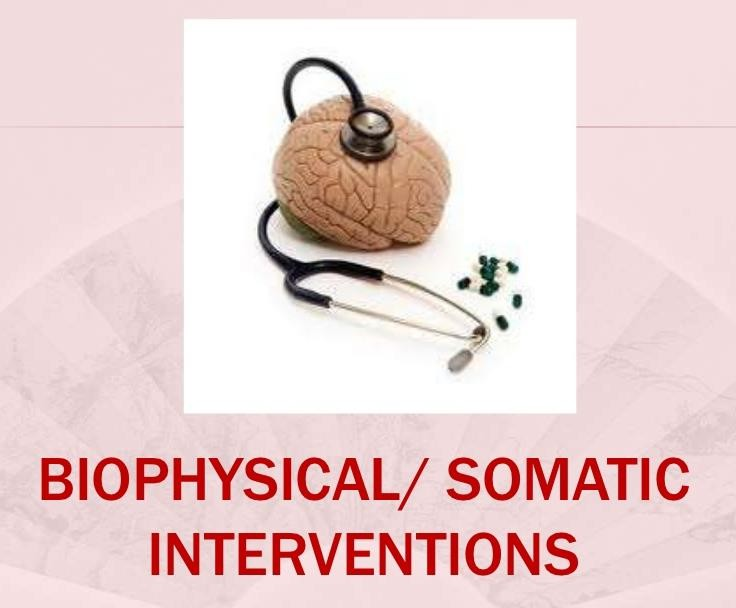 BIOPHYSICAL/ SOMATIC
INTERVENTIONS